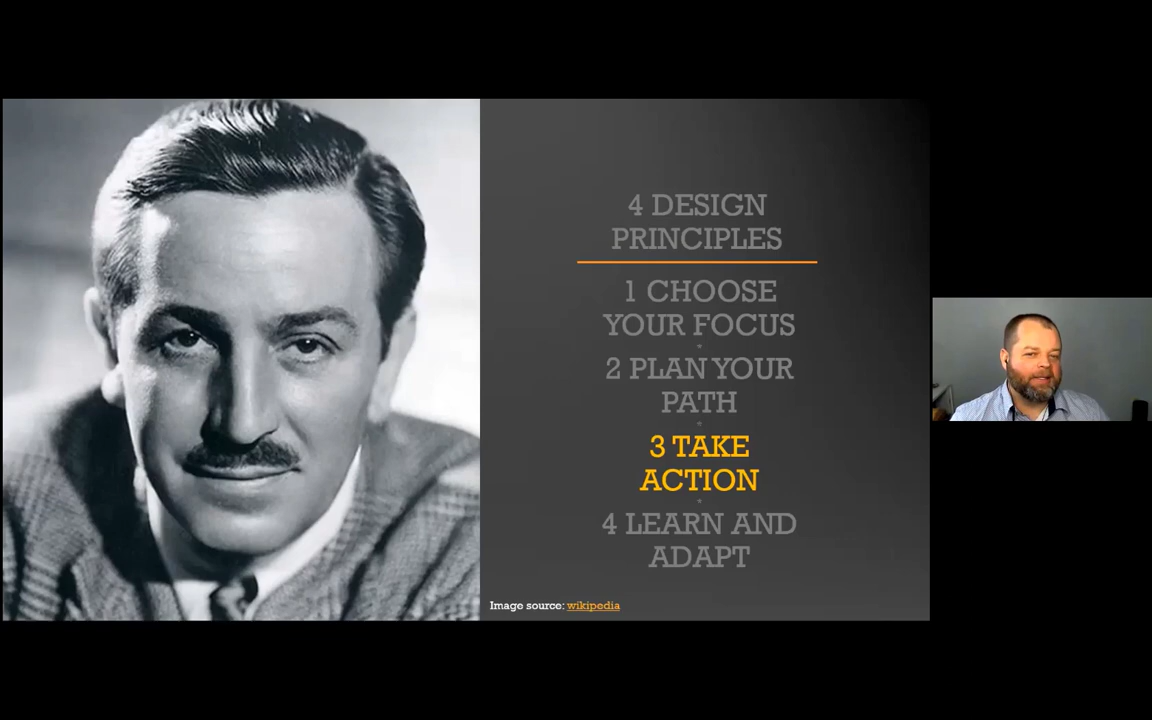 4 DESIGN
PRINCIPLES
1 CHOOSE
YOUR FOCUS
*
2 PLAN YOUR
PATH
*
3 TAKE
ACTION
*
4 LEARN AND
ADAPT
Image source: wikipedia